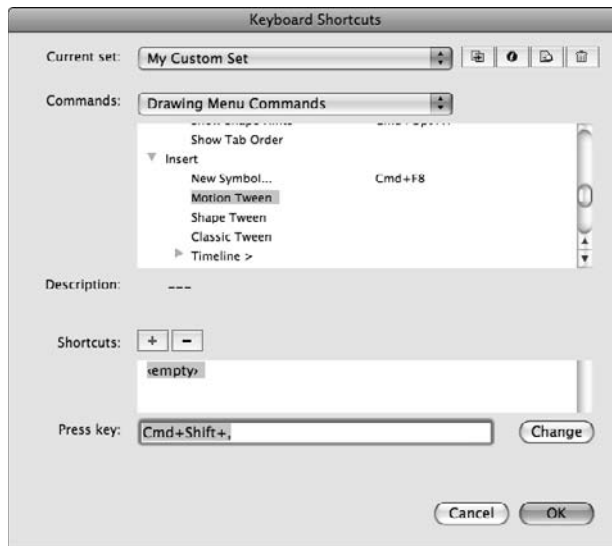 Keyboard Shortcuts
Current set: My Custom Set
Commands: Drawing Menu Commands
Show Tab Order
Insert
New Symbol... Cmd+F8
Motion Tween
Shape Tween
Classic Tween
Timeline >
Description: ---
Shortcuts: + -
<empty>
Press key: Cmd+Shift+, Change
Cancel OK